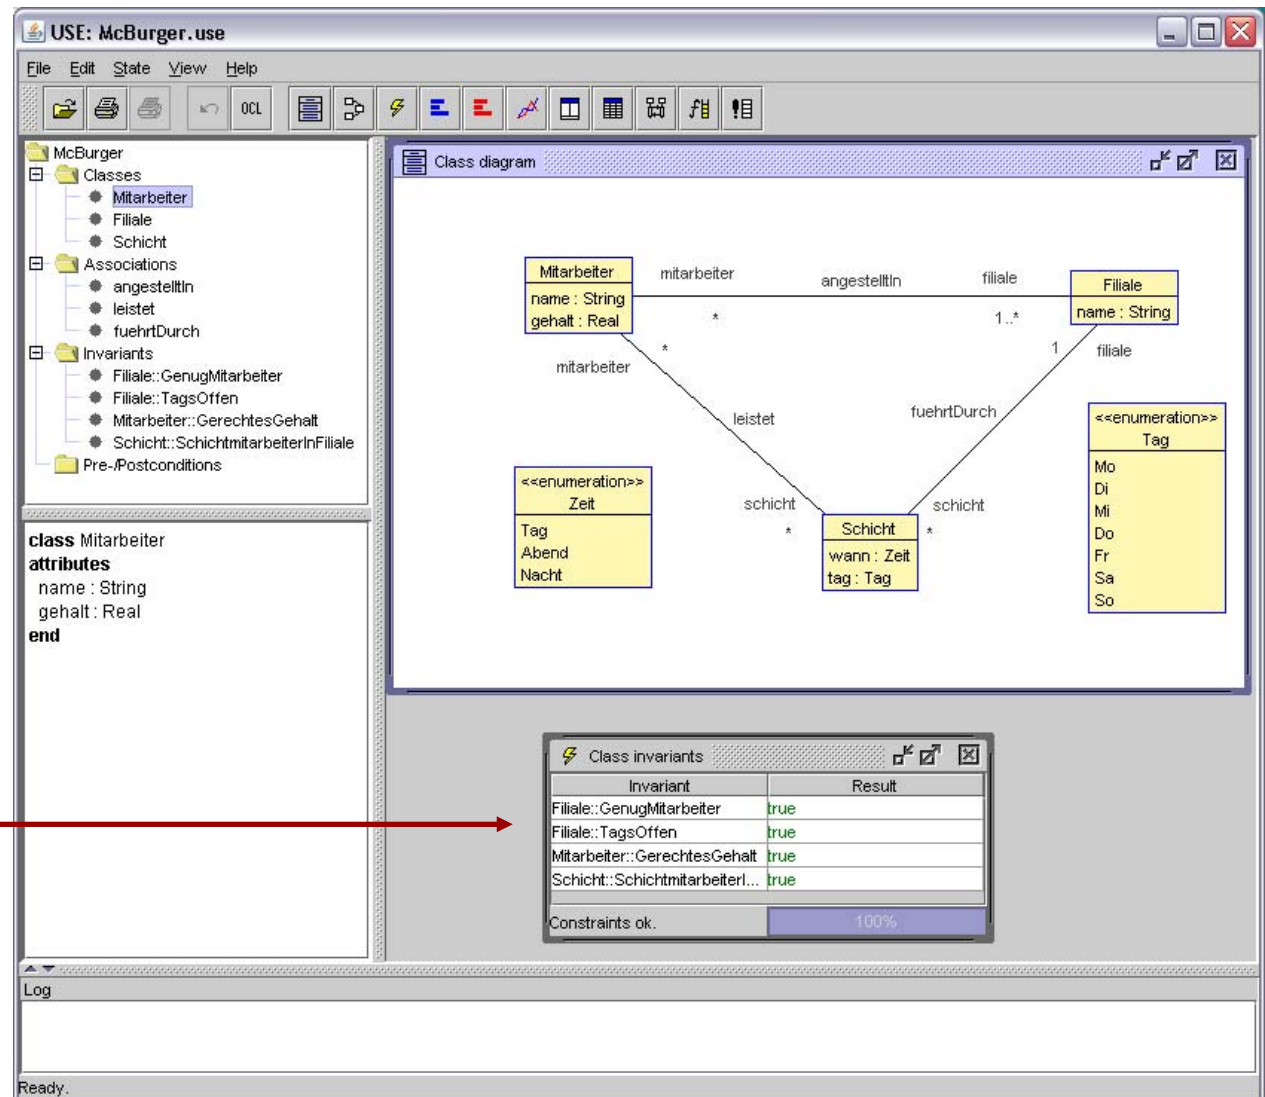 USE: McBurger.use
File Edit State View Help
OCL
McBurger
Classes
Mitarbeiter
Filiale
Schicht
Associations
angestelltIn
leistet
fuehrtDurch
Invariants
Filiale::GenugMitarbeiter
Filiale::TagsOffen
Mitarbeiter::GerechtesGehalt
Schicht::SchichtmitarbeiterInFiliale
Pre-/Postconditions
class Mitarbeiter
attributes
name : String
gehalt : Real
end
Class diagram
Mitarbeiter
name : String
gehalt : Real
mitarbeiter
*
angestelltIn
filiale
1..*
Filiale
name : String
*
mitarbeiter
1
filiale
leistet
fuehrtDurch
<<enumeration>>
Zeit
Tag
Abend
Nacht
schicht
*
Schicht
wann : Zeit
tag : Tag
schicht
*
<<enumeration>>
Tag
Mo
Di
Mi
Do
Fr
Sa
So
Class invariants
Invariant Result
Filiale::GenugMitarbeiter true
Filiale::TagsOffen true
Mitarbeiter::GerechtesGehalt true
Schicht::SchichtmitarbeiterI... true
Constraints ok. 100%
Log
Ready.